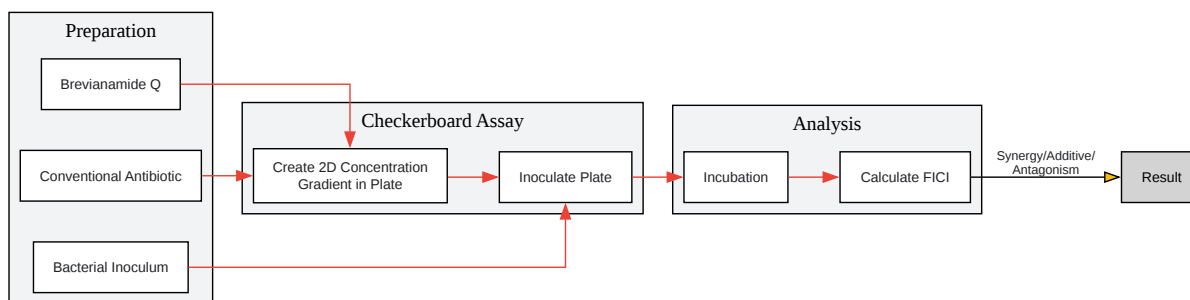 Preparation
Brevianamide Q
Conventional Antibiotic
Bacterial Inoculum
Checkerboard Assay
Create 2D Concentration
Gradient in Plate
Inoculate Plate
Analysis
Incubation
Calculate FICI
Synergy/Additive/
Antagonism
Result